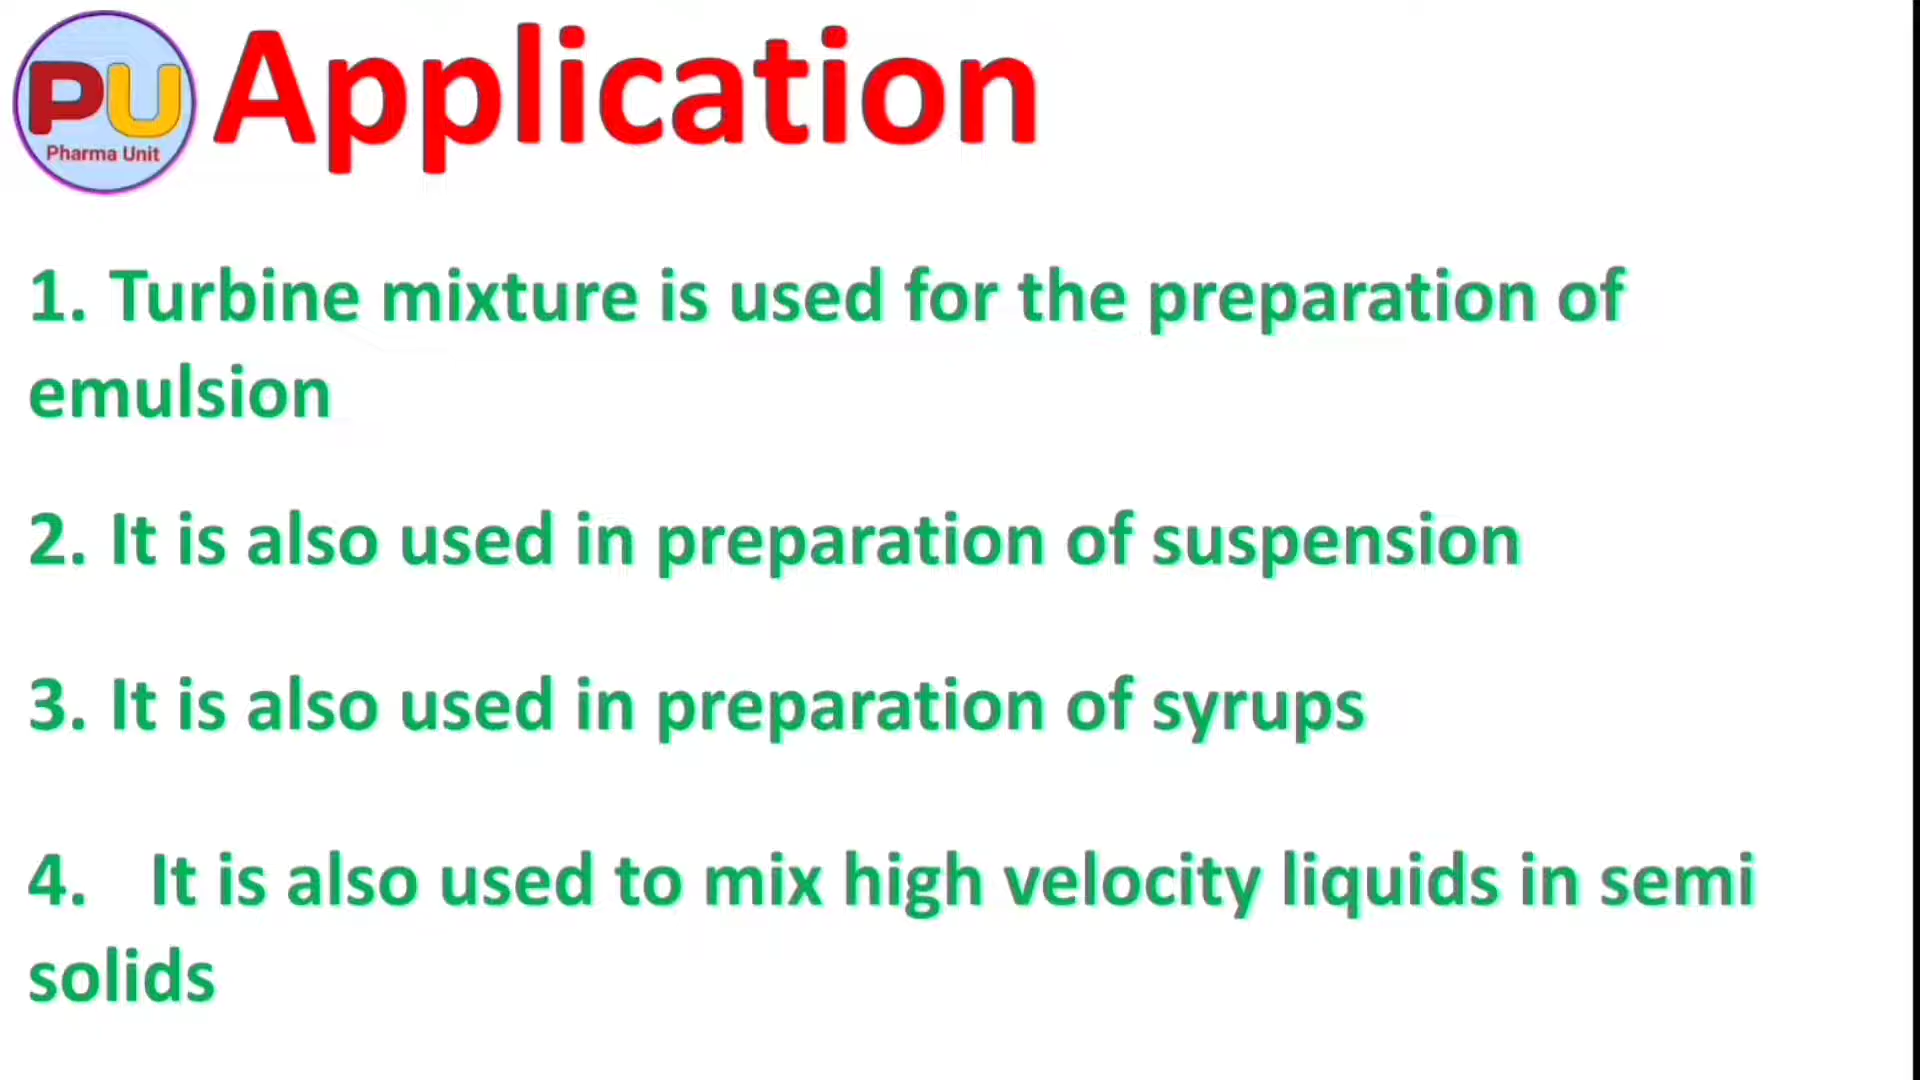 PU
Pharma Unit
Application
1. Turbine mixture is used for the preparation of
emulsion
2. It is also used in preparation of suspension
3. It is also used in preparation of syrups
4. It is also used to mix high velocity liquids in semi
solids